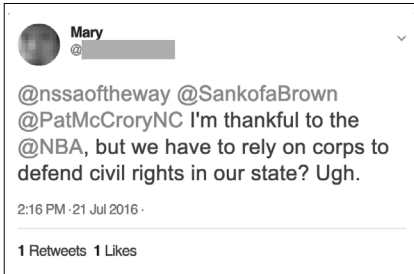 Mary
@
@nssaoftheway @SankofaBrown
@PatMcCroryNC I'm thankful to the
@NBA, but we have to rely on corps to
defend civil rights in our state? Ugh.
2:16 PM · 21 Jul 2016 ·
1 Retweets 1 Likes